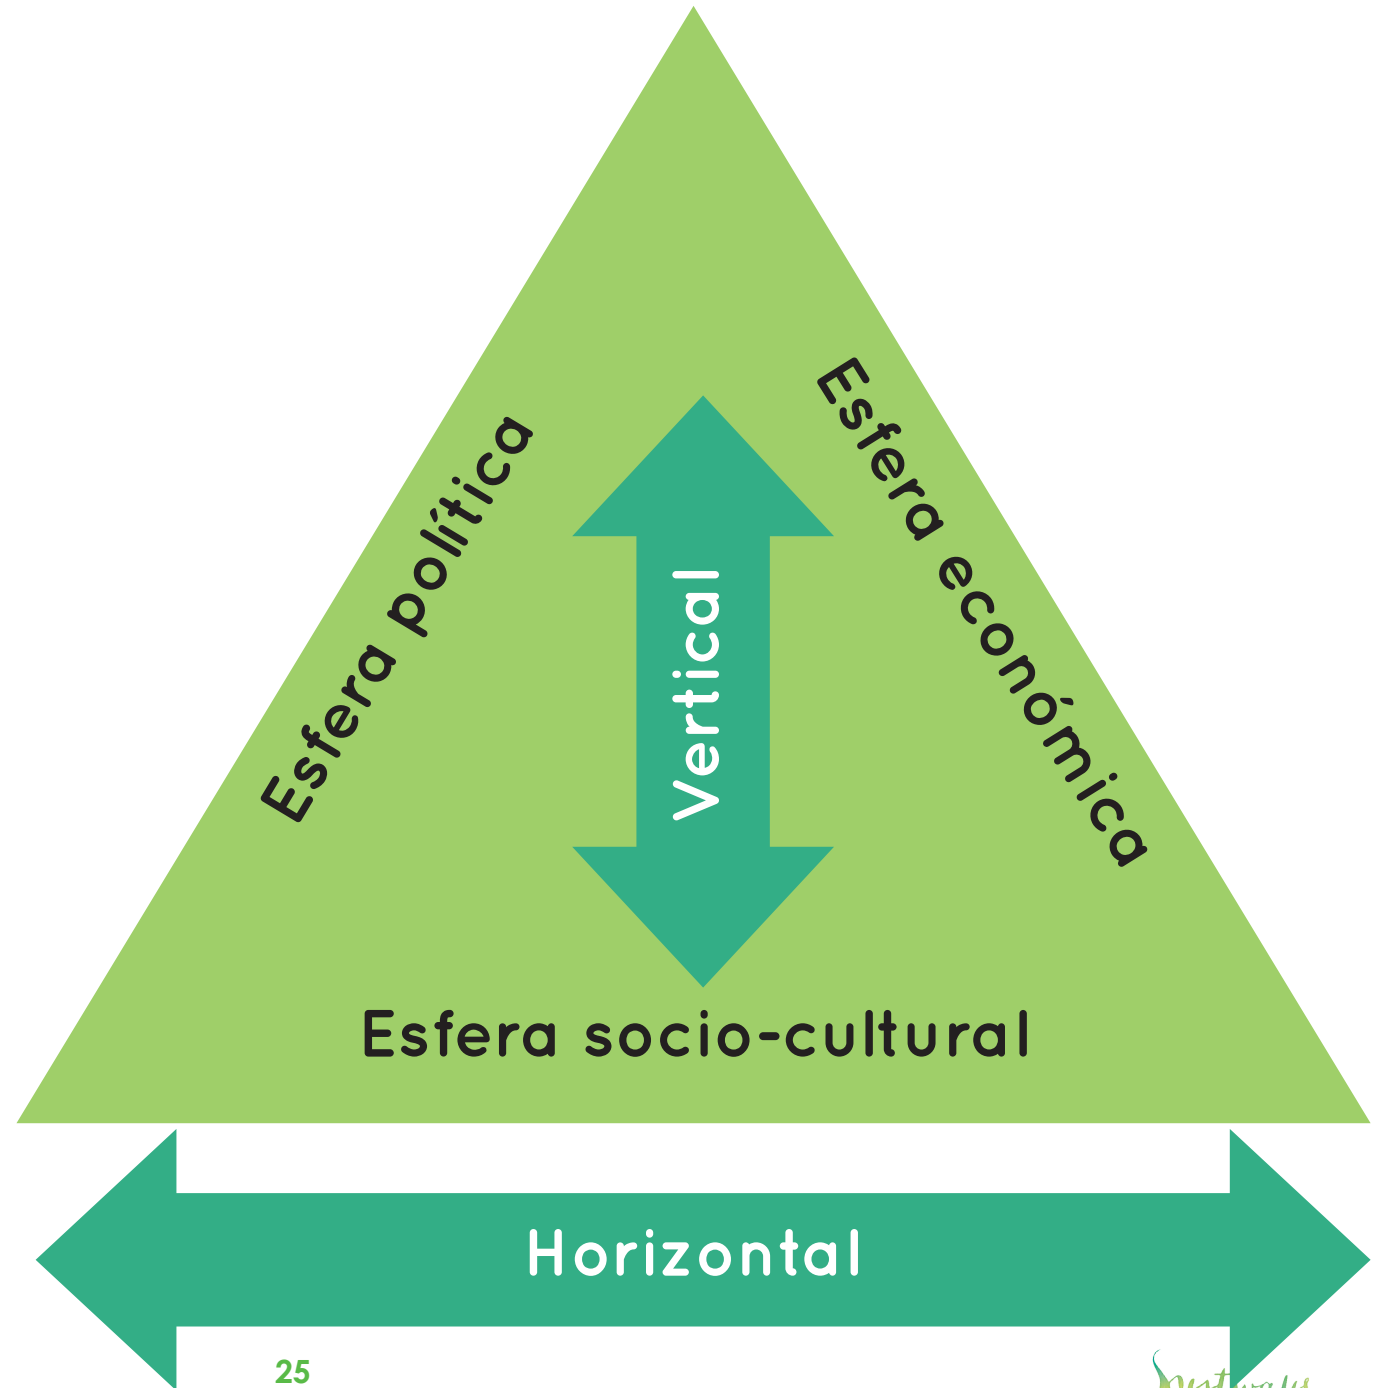 Esfera política
Esfera económica
Vertical
Esfera socio-cultural
Horizontal
25